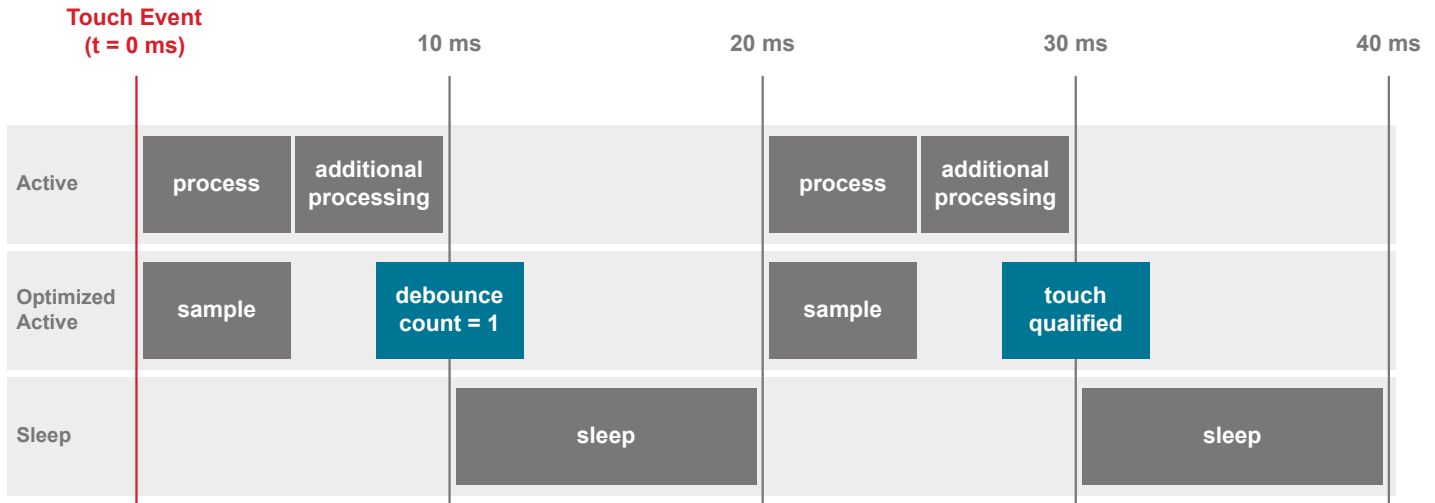 Touch Event
(t = 0 ms)
10 ms
20 ms
30 ms
40 ms
Active
process
additional
processing
process
additional
processing
Optimized
Active
sample
debounce
count = 1
sample
touch
qualified
Sleep
sleep
sleep